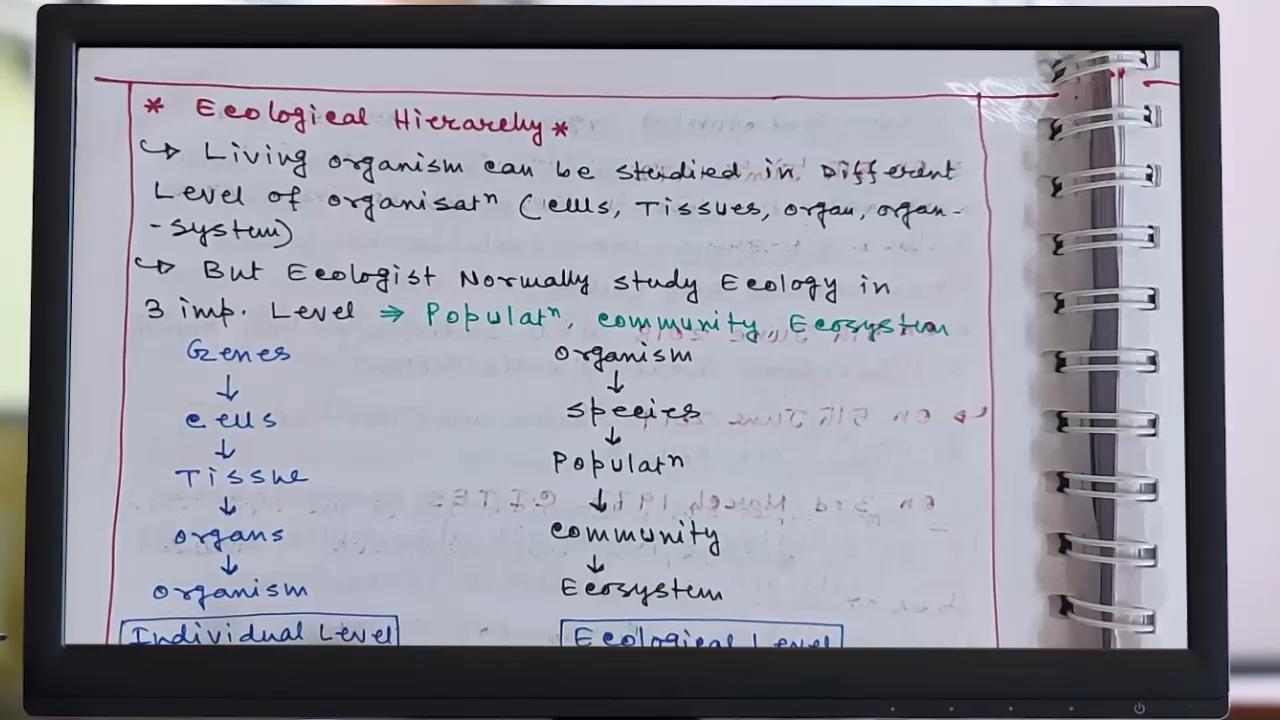 * Ecological Hierarchy *
↪ Living organism can be studied in Different
Level of organisatⁿ (cells, Tissues, organ, organ-
-system)
↪ But Ecologist Normally study Ecology in
3 imp. Level ⇒ Populatⁿ, community, Ecosystem
Genes
↓
cells
↓
Tissue
↓
organs
↓
organism
Individual Level
organism
↓
species
↓
Populatⁿ
↓
community
↓
Ecosystem
Ecological Level